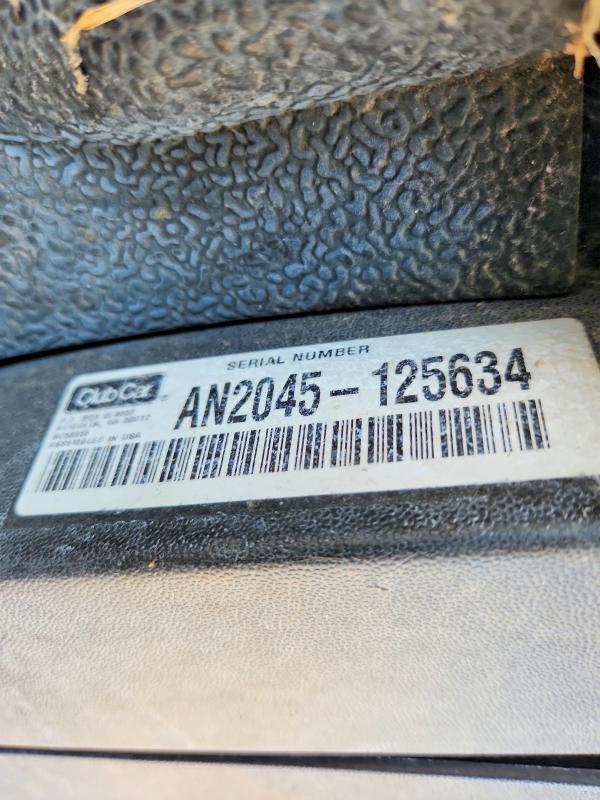 SERIAL NUMBER
Club Car
®
AN2045-125634
ASSEMBLED IN USA